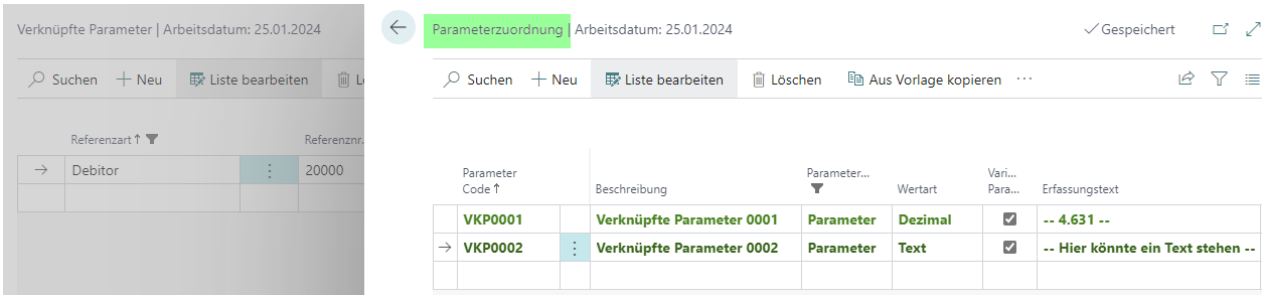 Verknüpfte Parameter | Arbeitsdatum: 25.01.2024
Suchen Neu Liste bearbeiten
Referenzart Referenznr.
Debitor 20000
Parameterzuordnung | Arbeitsdatum: 25.01.2024 Gespeichert
Suchen Neu Liste bearbeiten Löschen Aus Vorlage kopieren ...
Parameter Code Beschreibung Parameter... Wertart Vari... Para... Erfassungstext
VKP0001 Verknüpfte Parameter 0001 Parameter Dezimal -- 4.631 --
VKP0002 Verknüpfte Parameter 0002 Parameter Text -- Hier könnte ein Text stehen --